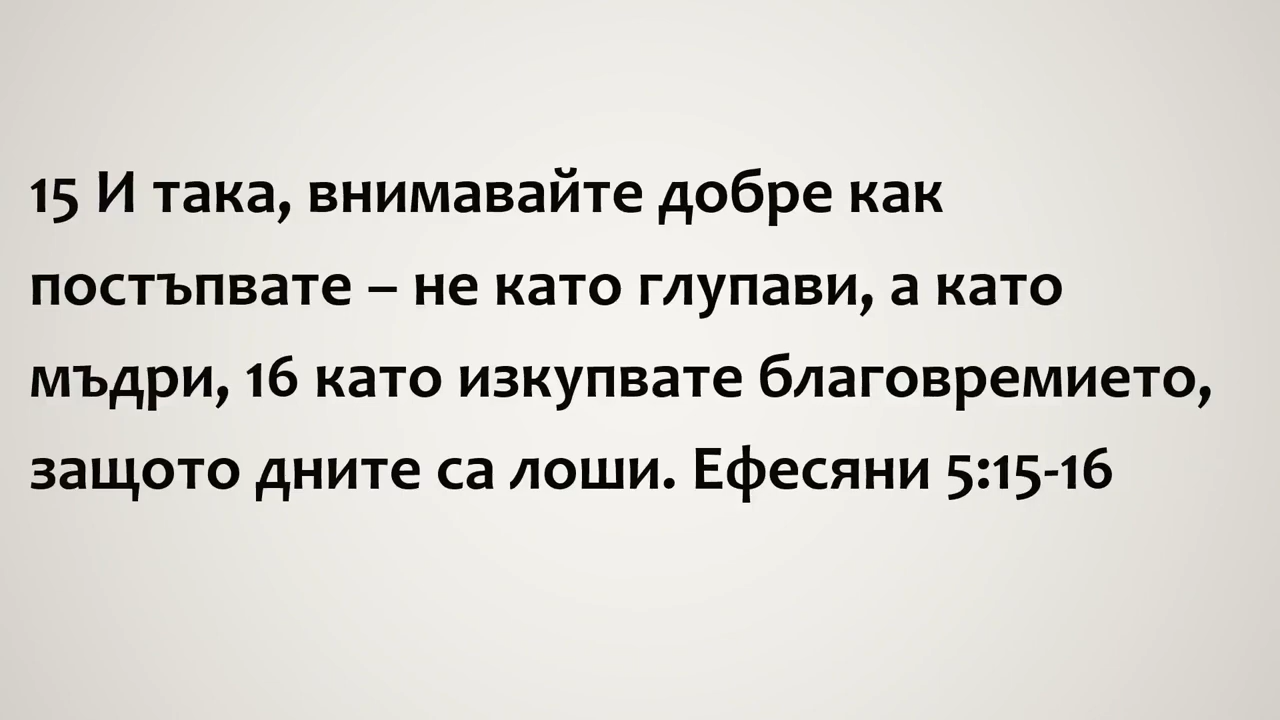 15 И така, внимавайте добре как
постъпвате – не като глупави, а като
мъдри, 16 като изкупвате благовремието,
защото дните са лоши. Ефесяни 5:15-16